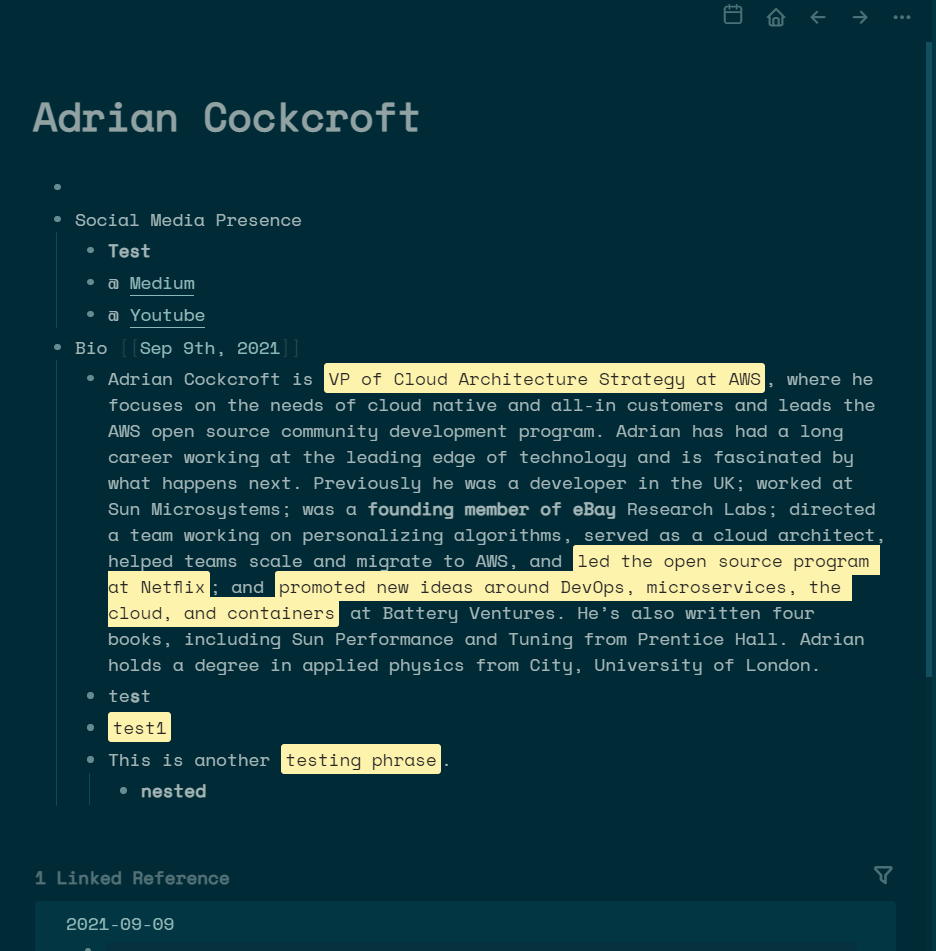 Adrian Cockcroft
Social Media Presence
Test
@ Medium
@ Youtube
Bio [[Sep 9th, 2021]]
Adrian Cockcroft is VP of Cloud Architecture Strategy at AWS, where he
focuses on the needs of cloud native and all-in customers and leads the
AWS open source community development program. Adrian has had a long
career working at the leading edge of technology and is fascinated by
what happens next. Previously he was a developer in the UK; worked at
Sun Microsystems; was a founding member of eBay Research Labs; directed
a team working on personalizing algorithms, served as a cloud architect,
helped teams scale and migrate to AWS, and led the open source program
at Netflix; and promoted new ideas around DevOps, microservices, the
cloud, and containers at Battery Ventures. He’s also written four
books, including Sun Performance and Tuning from Prentice Hall. Adrian
holds a degree in applied physics from City, University of London.
test
test1
This is another testing phrase.
nested
1 Linked Reference
2021-09-09